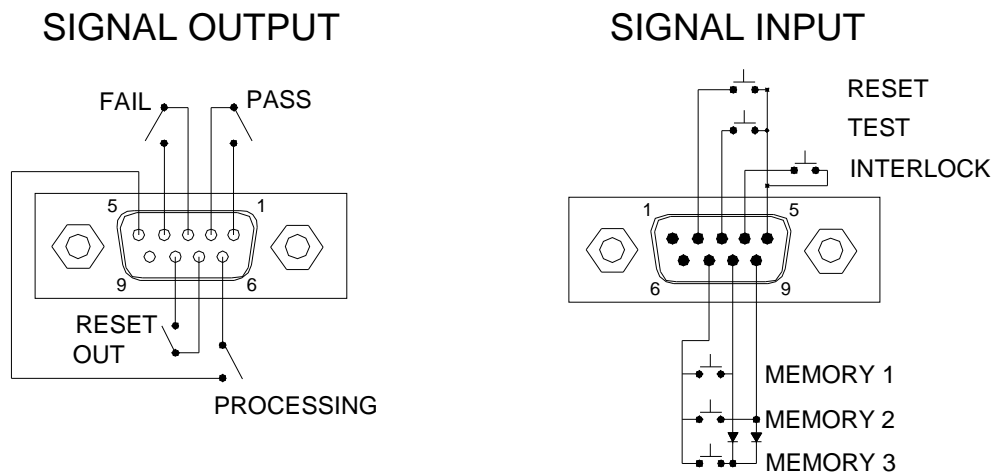 SIGNAL OUTPUT
FAIL PASS
5 1
9 6
RESET
OUT
PROCESSING
SIGNAL INPUT
RESET
TEST
INTERLOCK
1 5
6 9
MEMORY 1
MEMORY 2
MEMORY 3